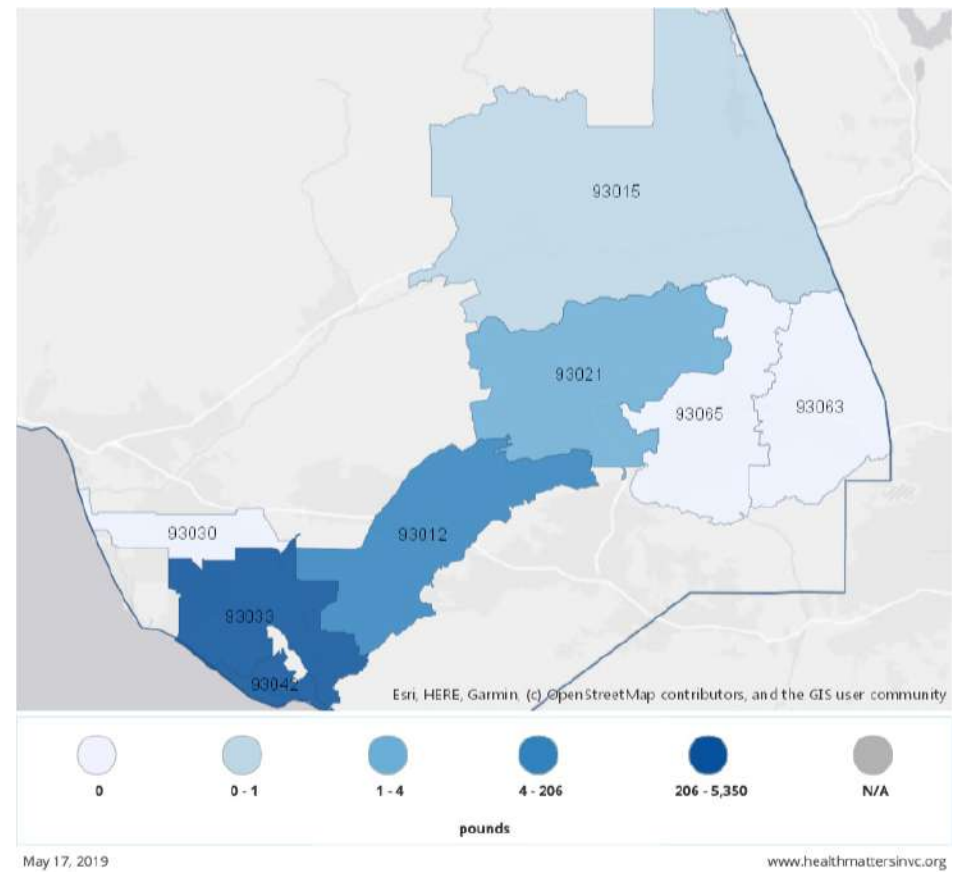 93015
93021
93065
93063
93012
93030
93033
93042
Esri, HERE, Garmin, (c) OpenStreetMap contributors, and the GIS user community
0
0 - 1
1 - 4
4 - 206
206 - 5,350
N/A
pounds
May 17, 2019
www.healthmattersinvc.org